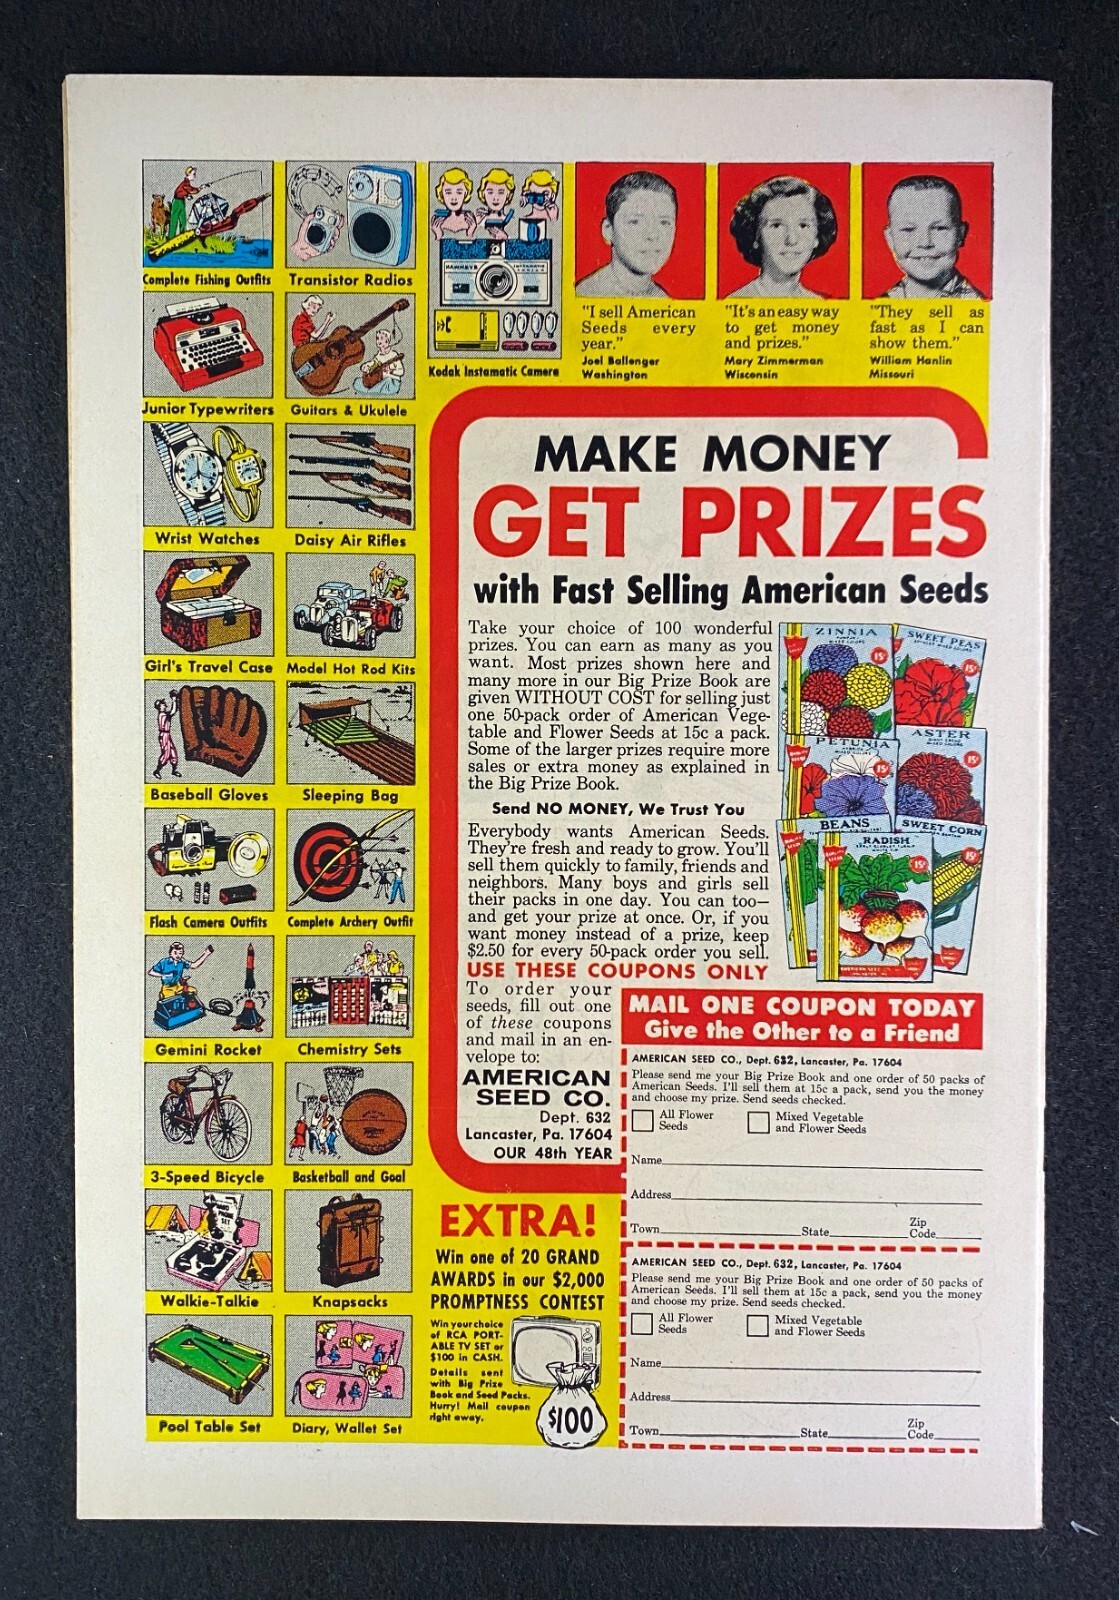 Complete Fishing Outfits
Transistor Radios
Kodak Instamatic Camera
Junior Typewriters
Guitars & Ukulele
Wrist Watches
Daisy Air Rifles
Girl's Travel Case
Model Hot Rod Kits
Baseball Gloves
Sleeping Bag
Flash Camera Outfits
Complete Archery Outfit
Gemini Rocket
Chemistry Sets
3-Speed Bicycle
Basketball and Goal
Walkie-Talkie
Knapsacks
Pool Table Set
Diary, Wallet Set
"I sell American
Seeds every
year."
Joel Ballenger
Washington
"It's an easy way
to get money
and prizes."
Mary Zimmerman
Wisconsin
"They sell as
fast as I can
show them."
William Hanlin
Missouri
MAKE MONEY
GET PRIZES
with Fast Selling American Seeds
Take your choice of 100 wonderful
prizes. You can earn as many as you
want. Most prizes shown here and
many more in our Big Prize Book are
given WITHOUT COST for selling just
one 50-pack order of American Vege-
table and Flower Seeds at 15c a pack.
Some of the larger prizes require more
sales or extra money as explained in
the Big Prize Book.
Send NO MONEY, We Trust You
Everybody wants American Seeds.
They're fresh and ready to grow. You'll
sell them quickly to family, friends and
neighbors. Many boys and girls sell
their packs in one day. You can too—
and get your prize at once. Or, if you
want money instead of a prize, keep
$2.50 for every 50-pack order you sell.
USE THESE COUPONS ONLY
To order your
seeds, fill out one
of these coupons
and mail in an en-
velope to:
AMERICAN
SEED CO.
Dept. 632
Lancaster, Pa. 17604
OUR 48th YEAR
ZINNIA
15¢
SWEET PEAS
15¢
PETUNIA
15¢
ASTER
15¢
BEANS
SWEET CORN
15¢
RADISH
15¢
MAIL ONE COUPON TODAY
Give the Other to a Friend
AMERICAN SEED CO., Dept. 632, Lancaster, Pa. 17604
Please send me your Big Prize Book and one order of 50 packs of
American Seeds. I'll sell them at 15c a pack, send you the money
and choose my prize. Send seeds checked.
All Flower
Seeds
Mixed Vegetable
and Flower Seeds
Name
Address
Town State Zip
Code
AMERICAN SEED CO., Dept. 632, Lancaster, Pa. 17604
Please send me your Big Prize Book and one order of 50 packs of
American Seeds. I'll sell them at 15c a pack, send you the money
and choose my prize. Send seeds checked.
All Flower
Seeds
Mixed Vegetable
and Flower Seeds
Name
Address
Town State Zip
Code
EXTRA!
Win one of 20 GRAND
AWARDS in our $2,000
PROMPTNESS CONTEST
Win your choice
of RCA PORT-
ABLE TV SET or
$100 in CASH.
Details sent
with Big Prize
Book and Seed Packs.
Hurry! Mail coupon
right away.
$100